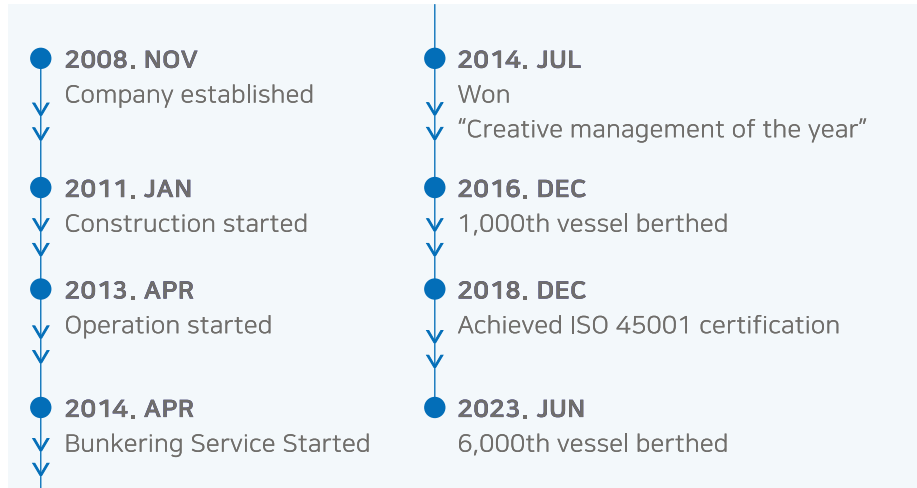 2008. NOV
Company established
2011. JAN
Construction started
2013. APR
Operation started
2014. APR
Bunkering Service Started
2014. JUL
Won
“Creative management of the year”
2016. DEC
1,000th vessel berthed
2018. DEC
Achieved ISO 45001 certification
2023. JUN
6,000th vessel berthed